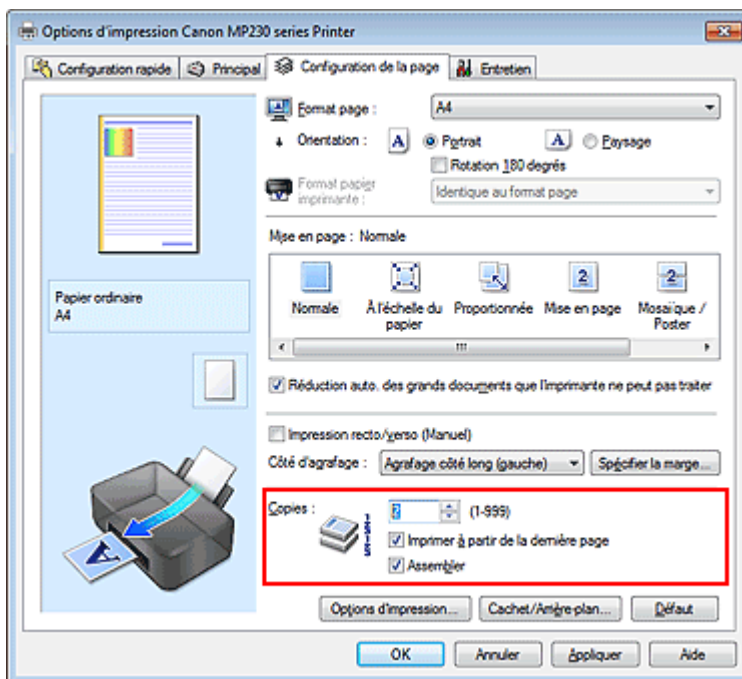 Options d'impression Canon MP230 series Printer
Configuration rapide Principal Configuration de la page Entretien
Format page : A4
Orientation : A Portrait A Paysage
Rotation 180 degrés
Format papier
imprimante : Identique au format page
Mise en page : Normale
2 2
Normale À l'échelle du
papier Proportionnée Mise en page Mosaïque /
Poster
Papier ordinaire
A4
Réduction auto. des grands documents que l'imprimante ne peut pas traiter
Impression recto/verso (Manuel)
Côté d'agrafage : Agrafage côté long (gauche) Spécifier la marge...
Copies : 2 (1-999)
Imprimer à partir de la dernière page
Assembler
A
Options d'impression... Cachet/Arrière-plan... Défaut
OK Annuler Appliquer Aide